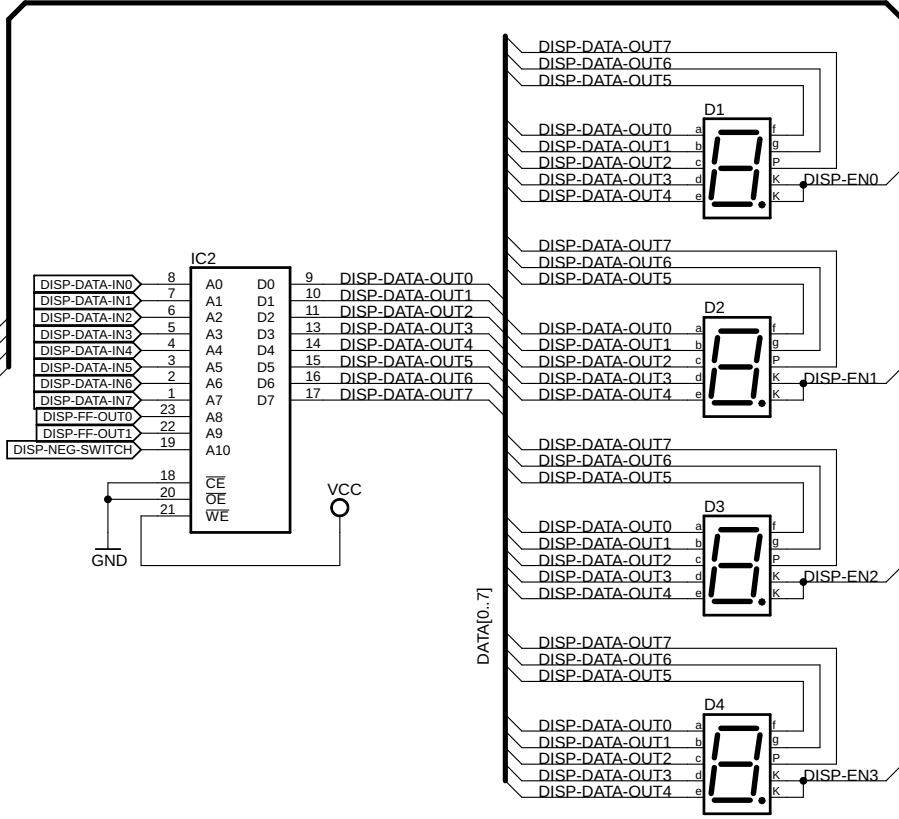 DISP-DATA-OUT7
DISP-DATA-OUT6
DISP-DATA-OUT5
D1
DISP-DATA-OUT0 a f
DISP-DATA-OUT1 b g
DISP-DATA-OUT2 c P
DISP-DATA-OUT3 d K DISP-EN0
DISP-DATA-OUT4 e K
DISP-DATA-OUT7
DISP-DATA-OUT6
DISP-DATA-OUT5
D2
DISP-DATA-OUT0 a f
DISP-DATA-OUT1 b g
DISP-DATA-OUT2 c P
DISP-DATA-OUT3 d K DISP-EN1
DISP-DATA-OUT4 e K
IC2
DISP-DATA-IN0 8 A0 D0 9 DISP-DATA-OUT0
DISP-DATA-IN1 7 A1 D1 10 DISP-DATA-OUT1
DISP-DATA-IN2 6 A2 D2 11 DISP-DATA-OUT2
DISP-DATA-IN3 5 A3 D3 13 DISP-DATA-OUT3
DISP-DATA-IN4 4 A4 D4 14 DISP-DATA-OUT4
DISP-DATA-IN5 3 A5 D5 15 DISP-DATA-OUT5
DISP-DATA-IN6 2 A6 D6 16 DISP-DATA-OUT6
DISP-DATA-IN7 1 A7 D7 17 DISP-DATA-OUT7
DISP-FF-OUT0 23 A8
DISP-FF-OUT1 22 A9
DISP-NEG-SWITCH 19 A10
18 CE
20 OE
21 WE
VCC
GND
DATA[0..7]
DISP-DATA-OUT7
DISP-DATA-OUT6
DISP-DATA-OUT5
D3
DISP-DATA-OUT0 a f
DISP-DATA-OUT1 b g
DISP-DATA-OUT2 c P
DISP-DATA-OUT3 d K DISP-EN2
DISP-DATA-OUT4 e K
DISP-DATA-OUT7
DISP-DATA-OUT6
DISP-DATA-OUT5
D4
DISP-DATA-OUT0 a f
DISP-DATA-OUT1 b g
DISP-DATA-OUT2 c P
DISP-DATA-OUT3 d K DISP-EN3
DISP-DATA-OUT4 e K